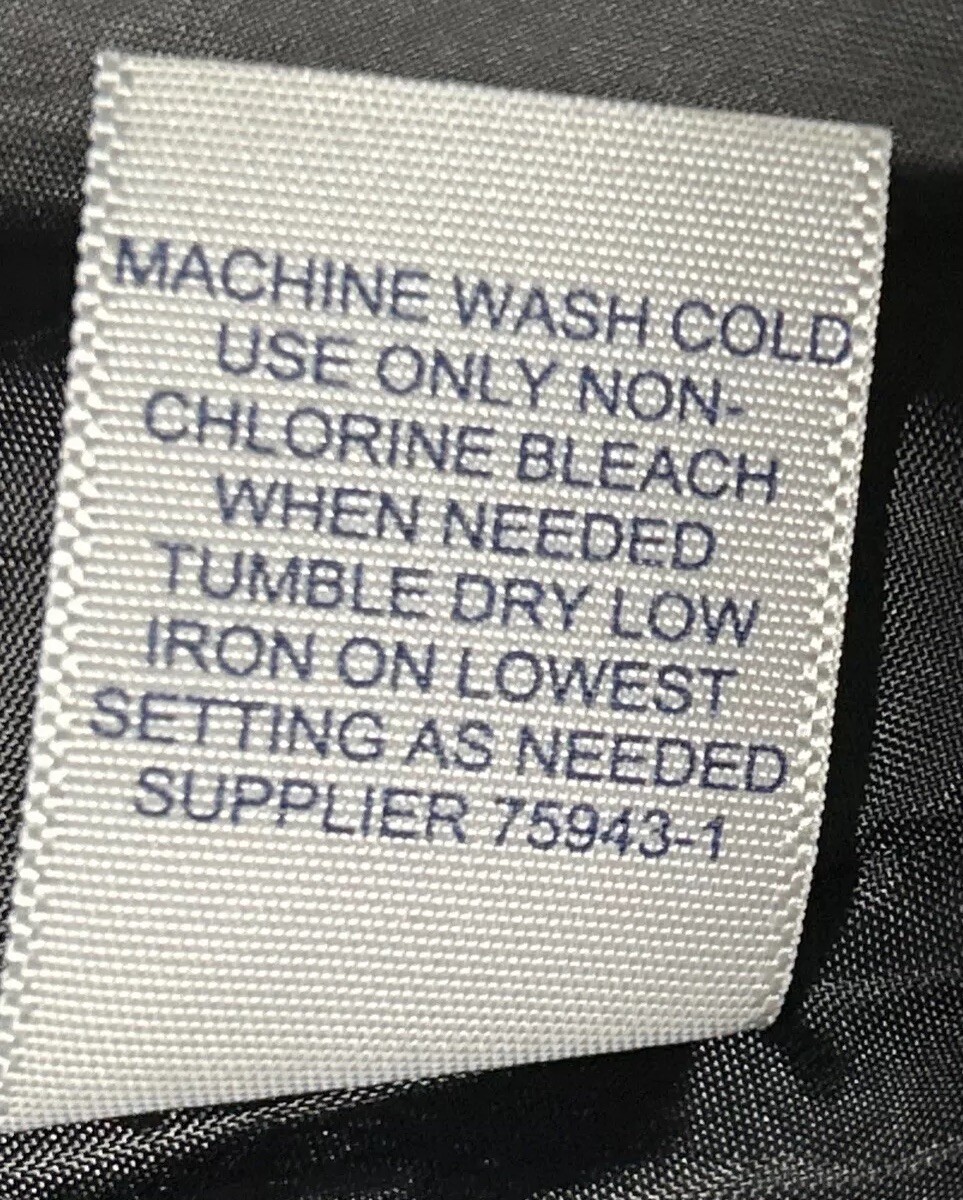 MACHINE WASH COLD
USE ONLY NON-
CHLORINE BLEACH
WHEN NEEDED
TUMBLE DRY LOW
IRON ON LOWEST
SETTING AS NEEDED
SUPPLIER 75943-1